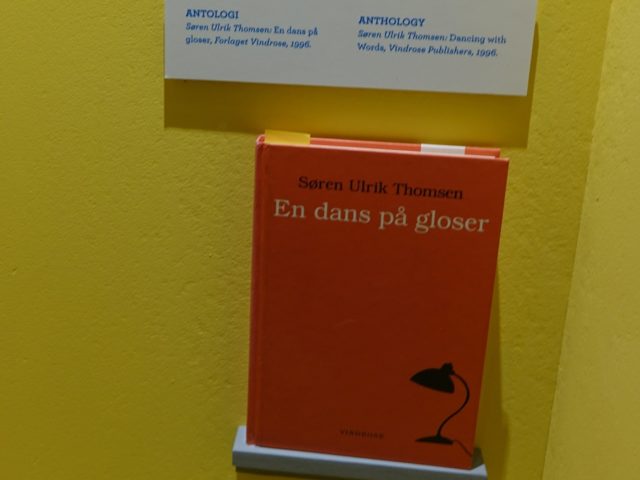 ANTOLOGI
Søren Ulrik Thomsen: En dans på
gloser, Forlaget Vindrose, 1996.
ANTHOLOGY
Søren Ulrik Thomsen: Dancing with
Words, Vindrose Publishers, 1996.
Søren Ulrik Thomsen
En dans på gloser
VINDROSE